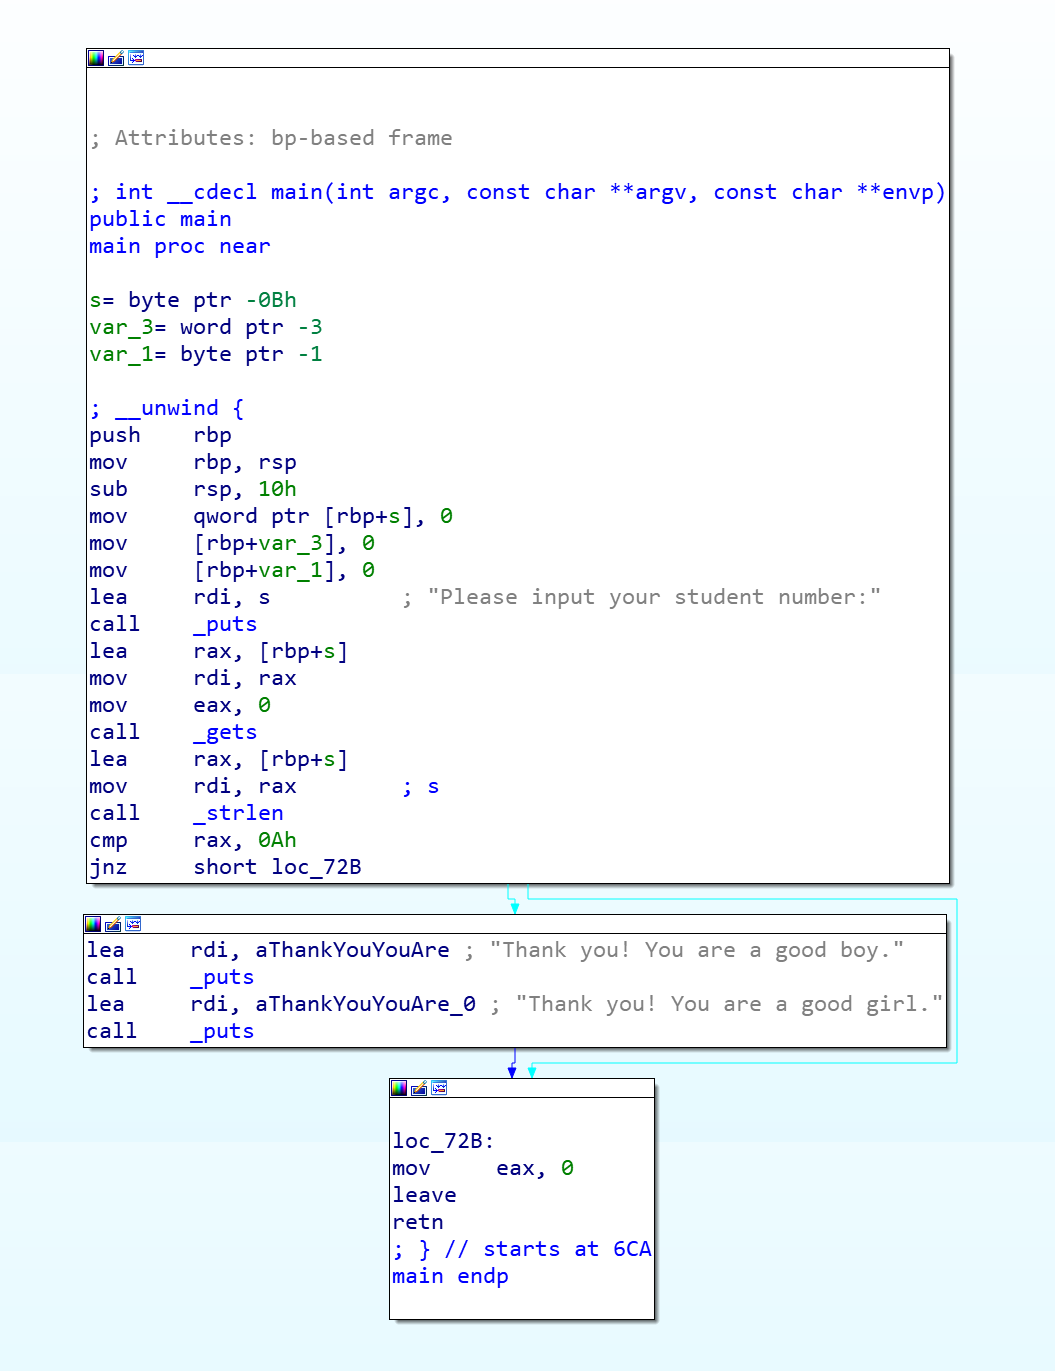 ; Attributes: bp-based frame
; int __cdecl main(int argc, const char **argv, const char **envp)
public main
main proc near
s= byte ptr -0Bh
var_3= word ptr -3
var_1= byte ptr -1
; __unwind {
push    rbp
mov     rbp, rsp
sub     rsp, 10h
mov     qword ptr [rbp+s], 0
mov     [rbp+var_3], 0
mov     [rbp+var_1], 0
lea     rdi, s          ; "Please input your student number:"
call    _puts
lea     rax, [rbp+s]
mov     rdi, rax
mov     eax, 0
call    _gets
lea     rax, [rbp+s]
mov     rdi, rax        ; s
call    _strlen
cmp     rax, 0Ah
jnz     short loc_72B
lea     rdi, aThankYouYouAre ; "Thank you! You are a good boy."
call    _puts
lea     rdi, aThankYouYouAre_0 ; "Thank you! You are a good girl."
call    _puts
loc_72B:
mov     eax, 0
leave
retn
; } // starts at 6CA
main endp